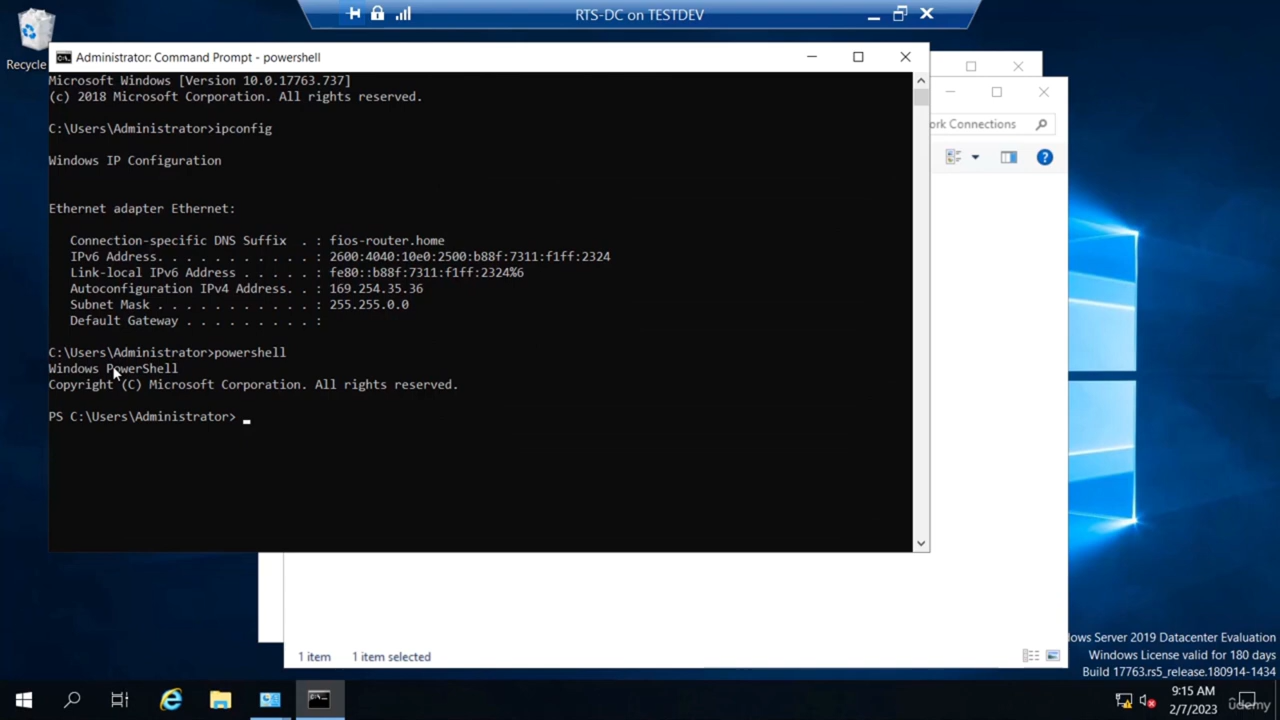 RTS-DC on TESTDEV
Recycle
Administrator: Command Prompt - powershell
Microsoft Windows [Version 10.0.17763.737]
(c) 2018 Microsoft Corporation. All rights reserved.
C:\Users\Administrator>ipconfig
Windows IP Configuration
Ethernet adapter Ethernet:
Connection-specific DNS Suffix . : fios-router.home
IPv6 Address. . . . . . . . . . . : 2600:4040:10e0:2500:b88f:7311:f1ff:2324
Link-local IPv6 Address . . . . . : fe80::b88f:7311:f1ff:2324%6
Autoconfiguration IPv4 Address. . : 169.254.35.36
Subnet Mask . . . . . . . . . . . : 255.255.0.0
Default Gateway . . . . . . . . . :
C:\Users\Administrator>powershell
Windows PowerShell
Copyright (C) Microsoft Corporation. All rights reserved.
PS C:\Users\Administrator>
ork Connections
1 item 1 item selected
lows Server 2019 Datacenter Evaluation
Windows License valid for 180 days
Build 17763.rs5_release.180914-1434
9:15 AM
2/7/2023
udemy